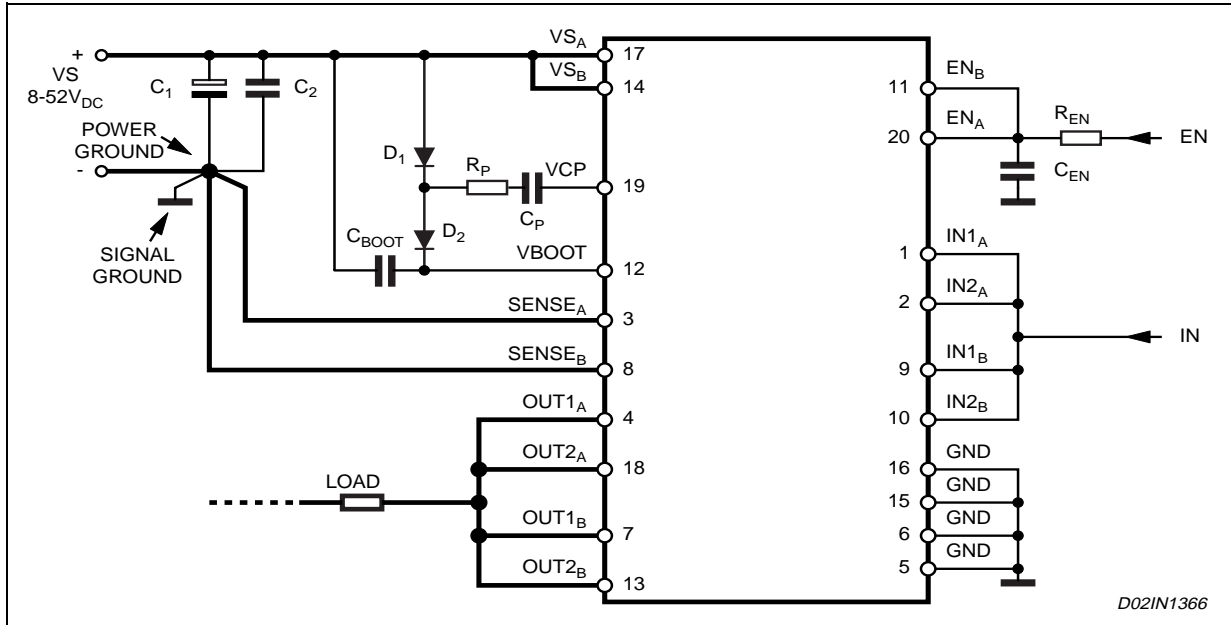 +
VS
8-52VDC
C1
C2
POWER
GROUND
-
SIGNAL
GROUND
D1
RP
CP
VCP
D2
CBOOT
VBOOT
VSA
VSB
SENSEA
SENSEB
OUT1A
OUT2A
OUT1B
OUT2B
LOAD
17
14
19
12
3
8
4
18
7
13
11
20
1
2
9
10
16
15
6
5
ENB
ENA
REN
EN
CEN
IN1A
IN2A
IN
IN1B
IN2B
GND
GND
GND
GND
D02IN1366